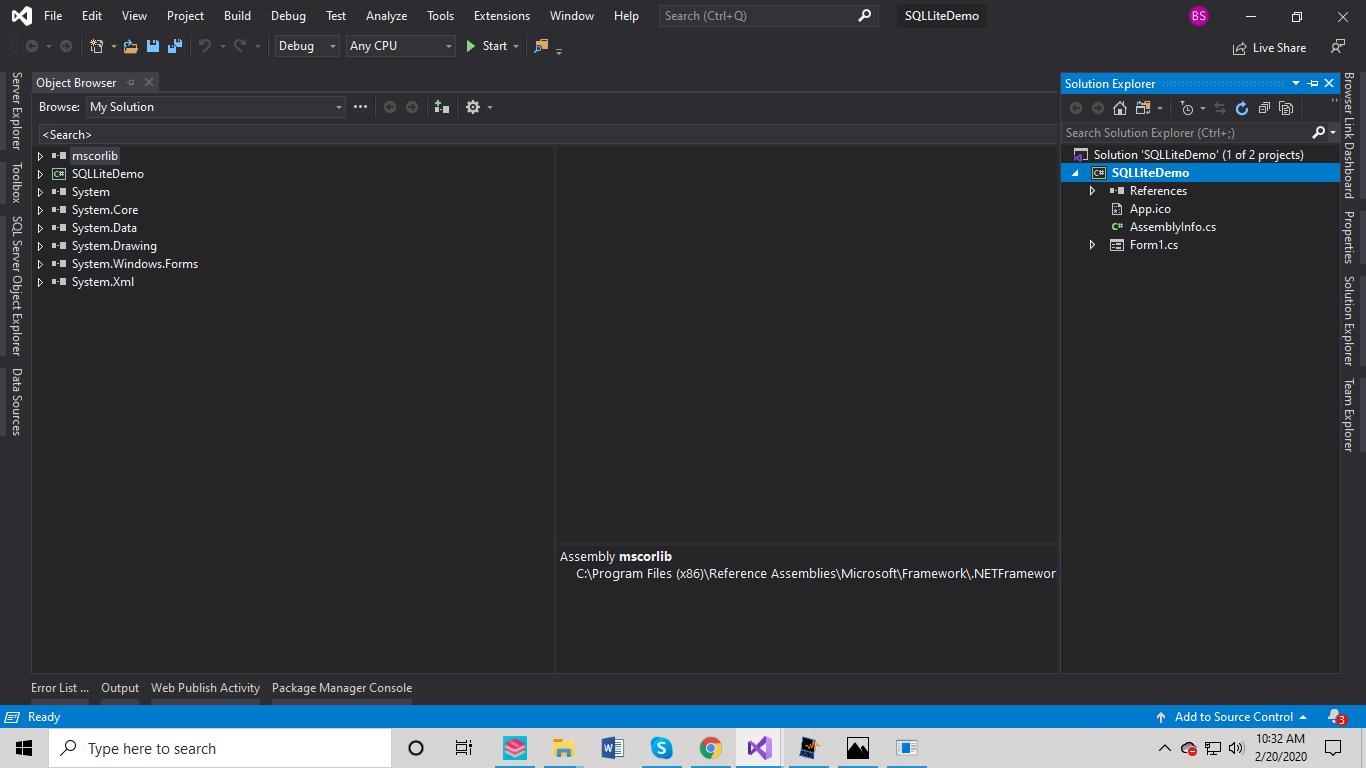 File Edit View Project Build Debug Test Analyze Tools Extensions Window Help Search (Ctrl+Q) SQLLiteDemo BS
Debug Any CPU Start Live Share
Object Browser
Browse: My Solution
<Search>
mscorlib
SQLLiteDemo
System
System.Core
System.Data
System.Drawing
System.Windows.Forms
System.Xml
Assembly mscorlib
C:\Program Files (x86)\Reference Assemblies\Microsoft\Framework\.NETFramewor
Solution Explorer
Search Solution Explorer (Ctrl+;)
Solution 'SQLLiteDemo' (1 of 2 projects)
C# SQLLiteDemo
References
App.ico
C# AssemblyInfo.cs
Form1.cs
Server Explorer
Toolbox
SQL Server Object Explorer
Data Sources
Browser Link Dashboard
Properties
Solution Explorer
Team Explorer
Error List ... Output Web Publish Activity Package Manager Console
Ready Add to Source Control 3
Type here to search
10:32 AM
2/20/2020